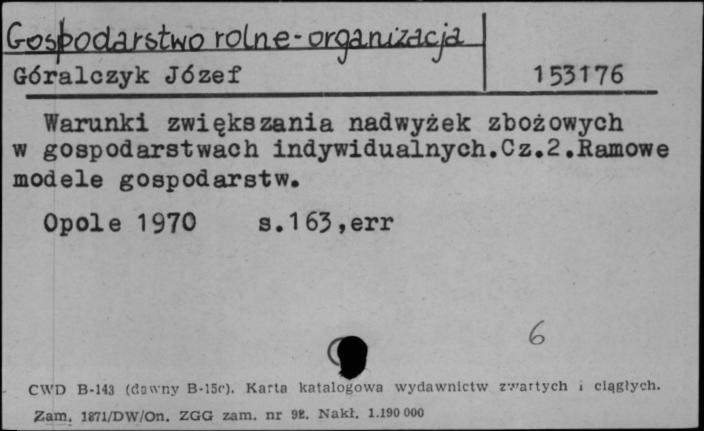 Gospodarstwo rolne-organizacja
Góralczyk Józef 153176
Warunki zwiększania nadwyżek zbożowych
w gospodarstwach indywidualnych.Cz.2.Ramowe
modele gospodarstw.
Opole 1970 s.163,err
6
CWD B-143 (dawny B-15c). Karta katalogowa wydawnictw zwartych i ciągłych.
Zam. 1871/DW/On. ZGG zam. nr 92. Nakł. 1.190 000